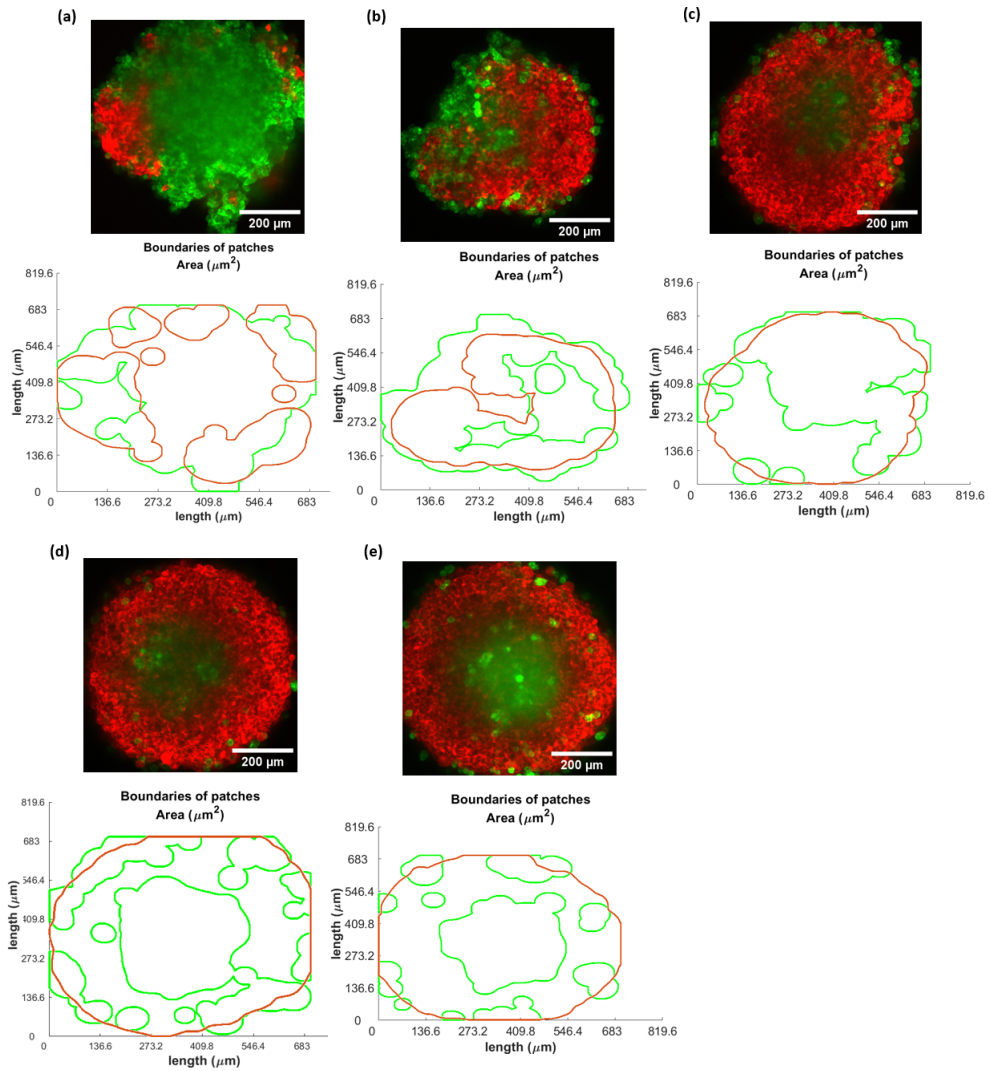 (a)
(b)
(c)
200 μm
200 μm
200 μm
Boundaries of patches
Area (μm²)
819.6
683
546.4
409.8
273.2
136.6
0
length (μm)
136.6 273.2 409.8 546.4 683
length (μm)
Boundaries of patches
Area (μm²)
819.6
683
546.4
409.8
273.2
136.6
0
length (μm)
136.6 273.2 409.8 546.4 683
length (μm)
Boundaries of patches
Area (μm²)
819.6
683
546.4
409.8
273.2
136.6
0
length (μm)
0 136.6 273.2 409.8 546.4 683 819.6
length (μm)
(d)
(e)
200 μm
200 μm
Boundaries of patches
Area (μm²)
819.6
683
546.4
409.8
273.2
136.6
0
length (μm)
136.6 273.2 409.8 546.4 683
length (μm)
Boundaries of patches
Area (μm²)
819.6
683
546.4
409.8
273.2
136.6
0
length (μm)
0 136.6 273.2 409.8 546.4 683 819.6
length (μm)